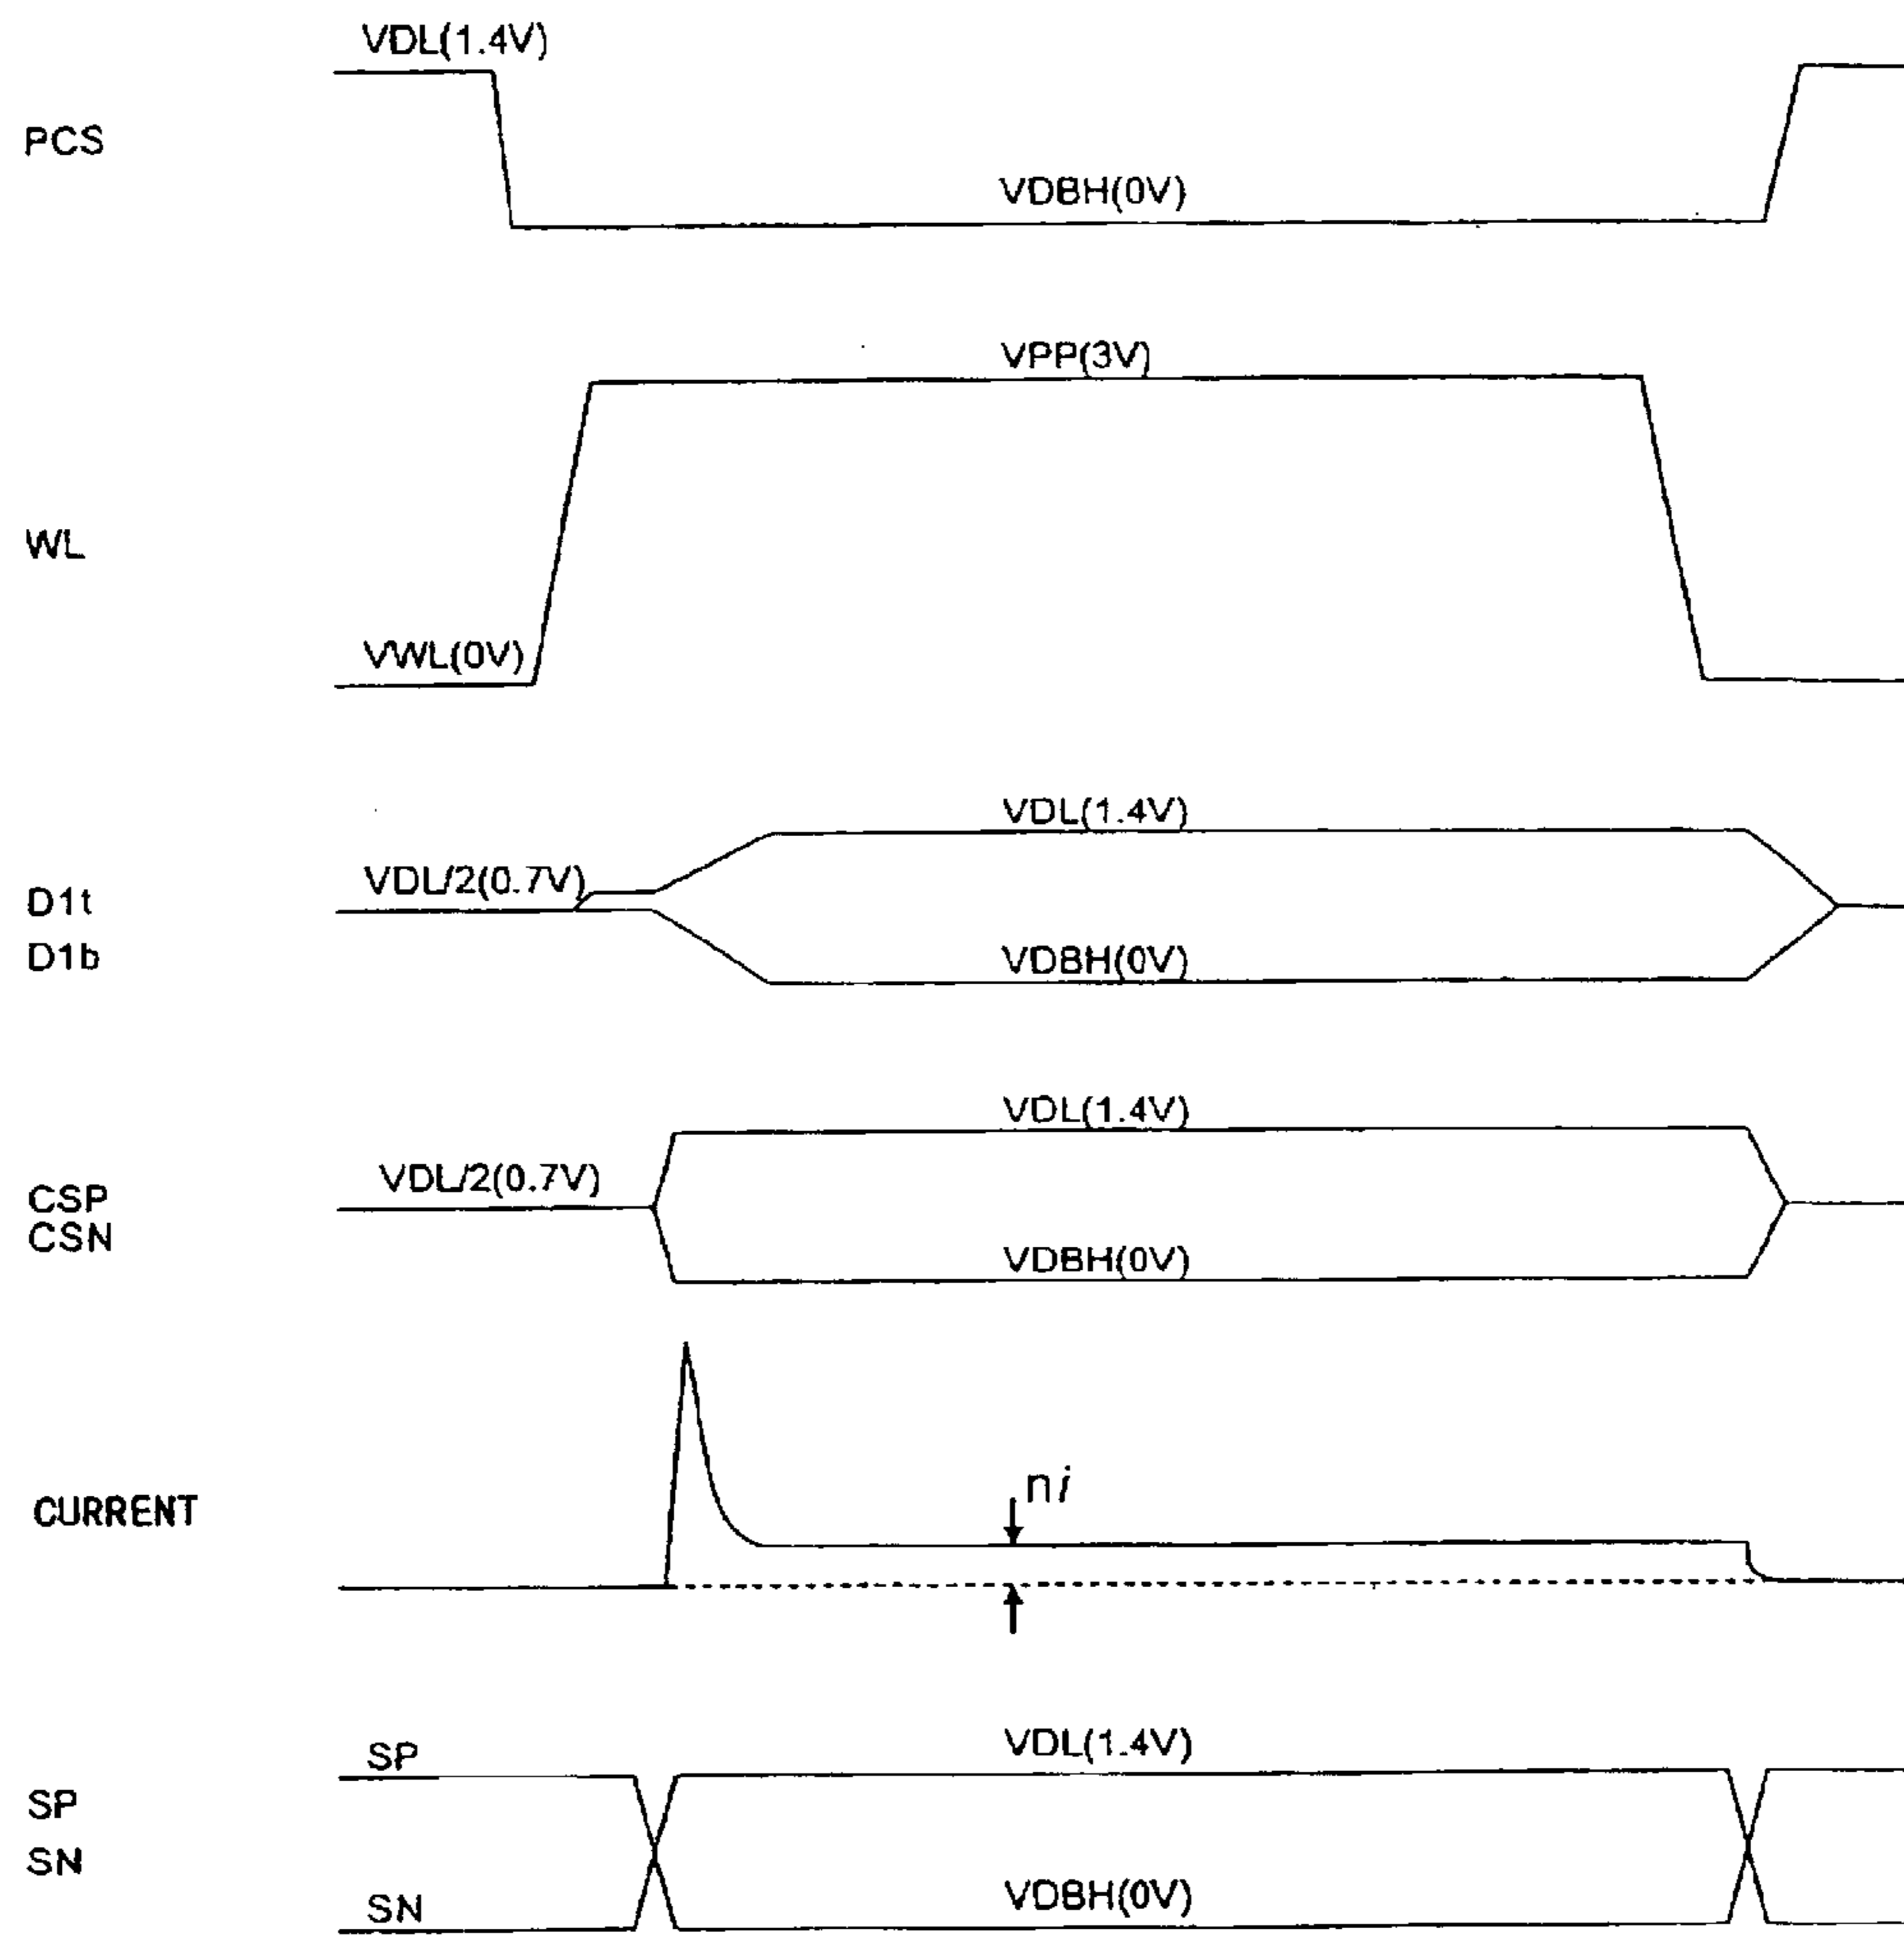 VDL(1.4V)
PCS
VDBH(0V)
VPP(3V)
WL
VWL(0V)
VDL(1.4V)
VDL/2(0.7V)
D1t
D1b
VDBH(0V)
VDL(1.4V)
VDL/2(0.7V)
CSP
CSN
VDBH(0V)
ni
CURRENT
VDL(1.4V)
SP
SP
SN
VDBH(0V)
SN